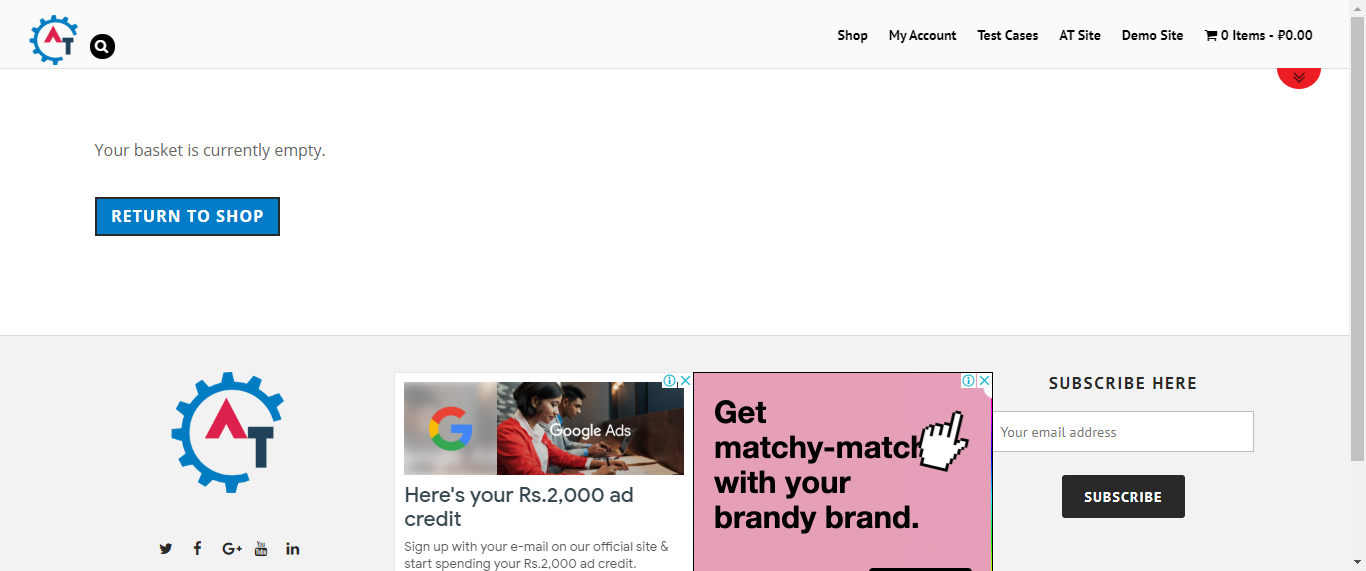 AT
Shop
My Account
Test Cases
AT Site
Demo Site
0 Items - ₽0.00
Your basket is currently empty.
RETURN TO SHOP
AT
Google Ads
Here's your Rs.2,000 ad
credit
Sign up with your e-mail on our official site &
start spending your Rs.2,000 ad credit.
Get
matchy-match
with your
brandy brand.
SUBSCRIBE HERE
Your email address
SUBSCRIBE